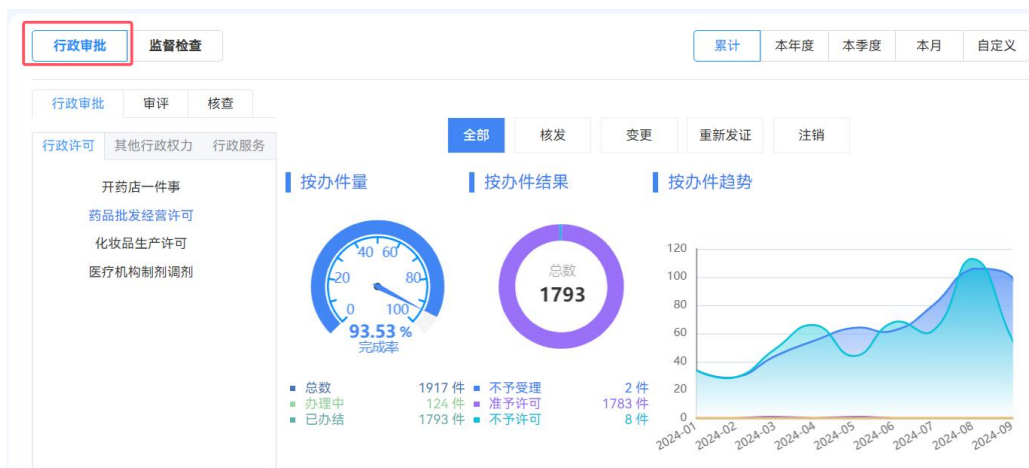 行政审批 监督检查 累计 本年度 本季度 本月 自定义
行政审批 审评 核查
行政许可 其他行政权力 行政服务
全部 核发 变更 重新发证 注销
开药店一件事
药品批发经营许可
化妆品生产许可
医疗机构制剂调剂
按办件量
0 20 40 60 80 100
93.53 %
完成率
总数 1917 件
办理中 124 件
已办结 1793 件
按办件结果
总数
1793
不予受理 2 件
准予许可 1783 件
不予许可 8 件
按办件趋势
120
100
80
60
40
20
0
2024-01 2024-02 2024-03 2024-04 2024-05 2024-06 2024-07 2024-08 2024-09